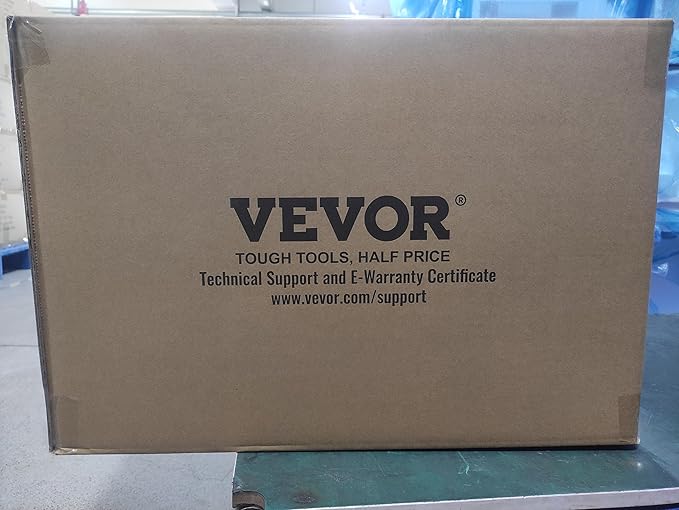 VEVOR®
TOUGH TOOLS, HALF PRICE
Technical Support and E-Warranty Certificate
www.vevor.com/support